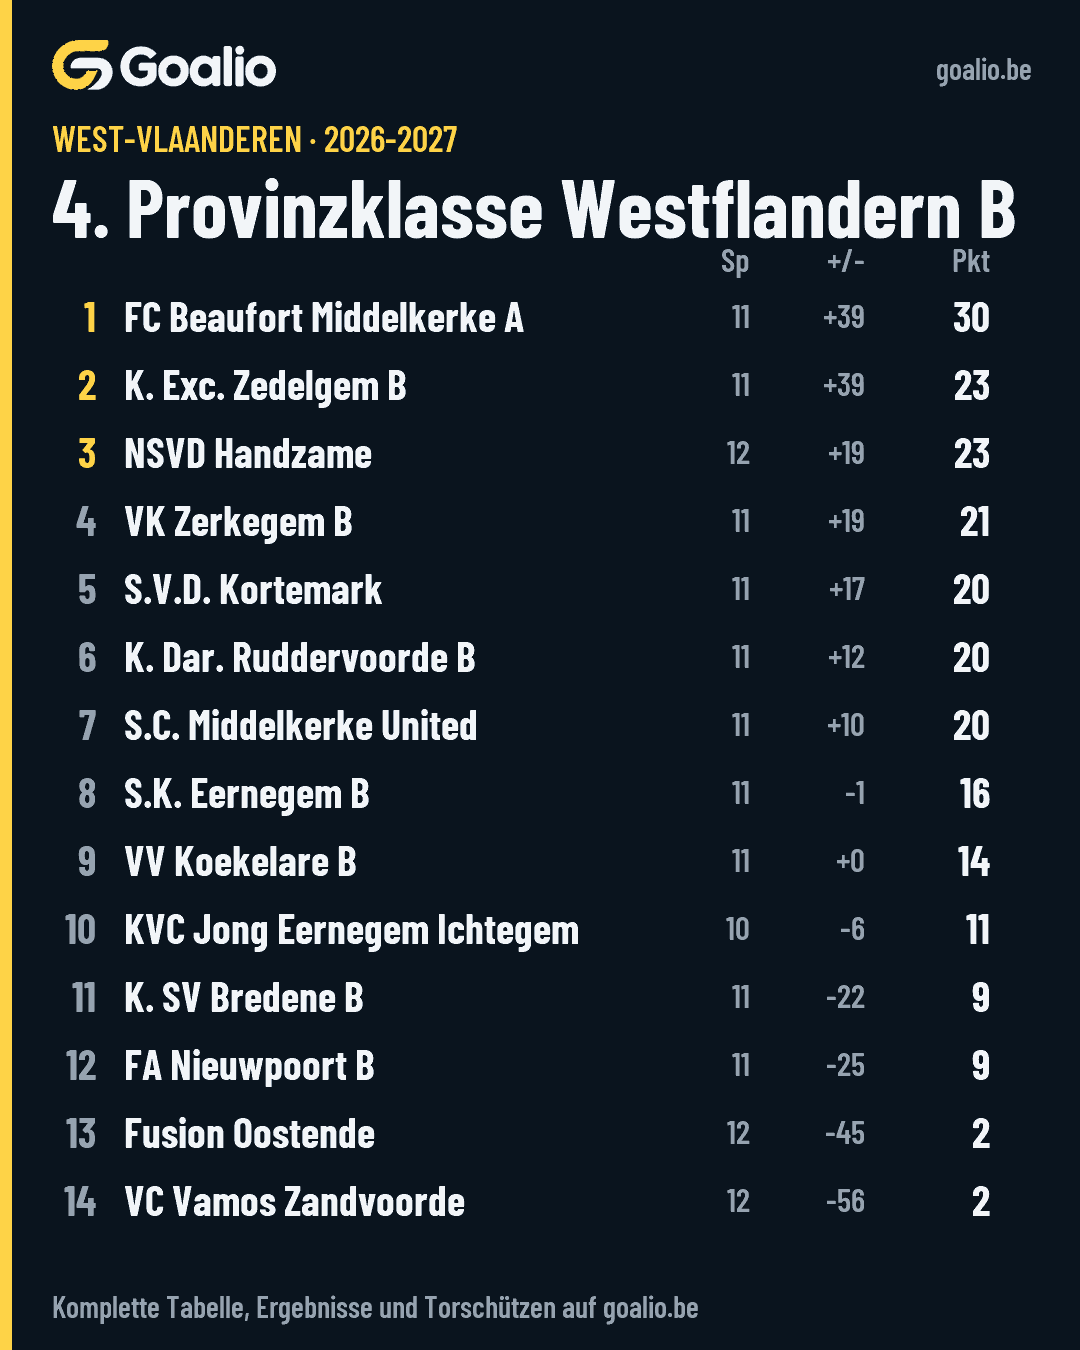 Goalio
goalio.be
WEST-VLAANDEREN · 2026-2027
4. Provinzklasse Westflandern B
Sp +/- Pkt
1 FC Beaufort Middelkerke A 11 +39 30
2 K. Exc. Zedelgem B 11 +39 23
3 NSVD Handzame 12 +19 23
4 VK Zerkegem B 11 +19 21
5 S.V.D. Kortemark 11 +17 20
6 K. Dar. Ruddervoorde B 11 +12 20
7 S.C. Middelkerke United 11 +10 20
8 S.K. Eernegem B 11 -1 16
9 VV Koekelare B 11 +0 14
10 KVC Jong Eernegem Ichtegem 10 -6 11
11 K. SV Bredene B 11 -22 9
12 FA Nieuwpoort B 11 -25 9
13 Fusion Oostende 12 -45 2
14 VC Vamos Zandvoorde 12 -56 2
Komplette Tabelle, Ergebnisse und Torschützen auf goalio.be